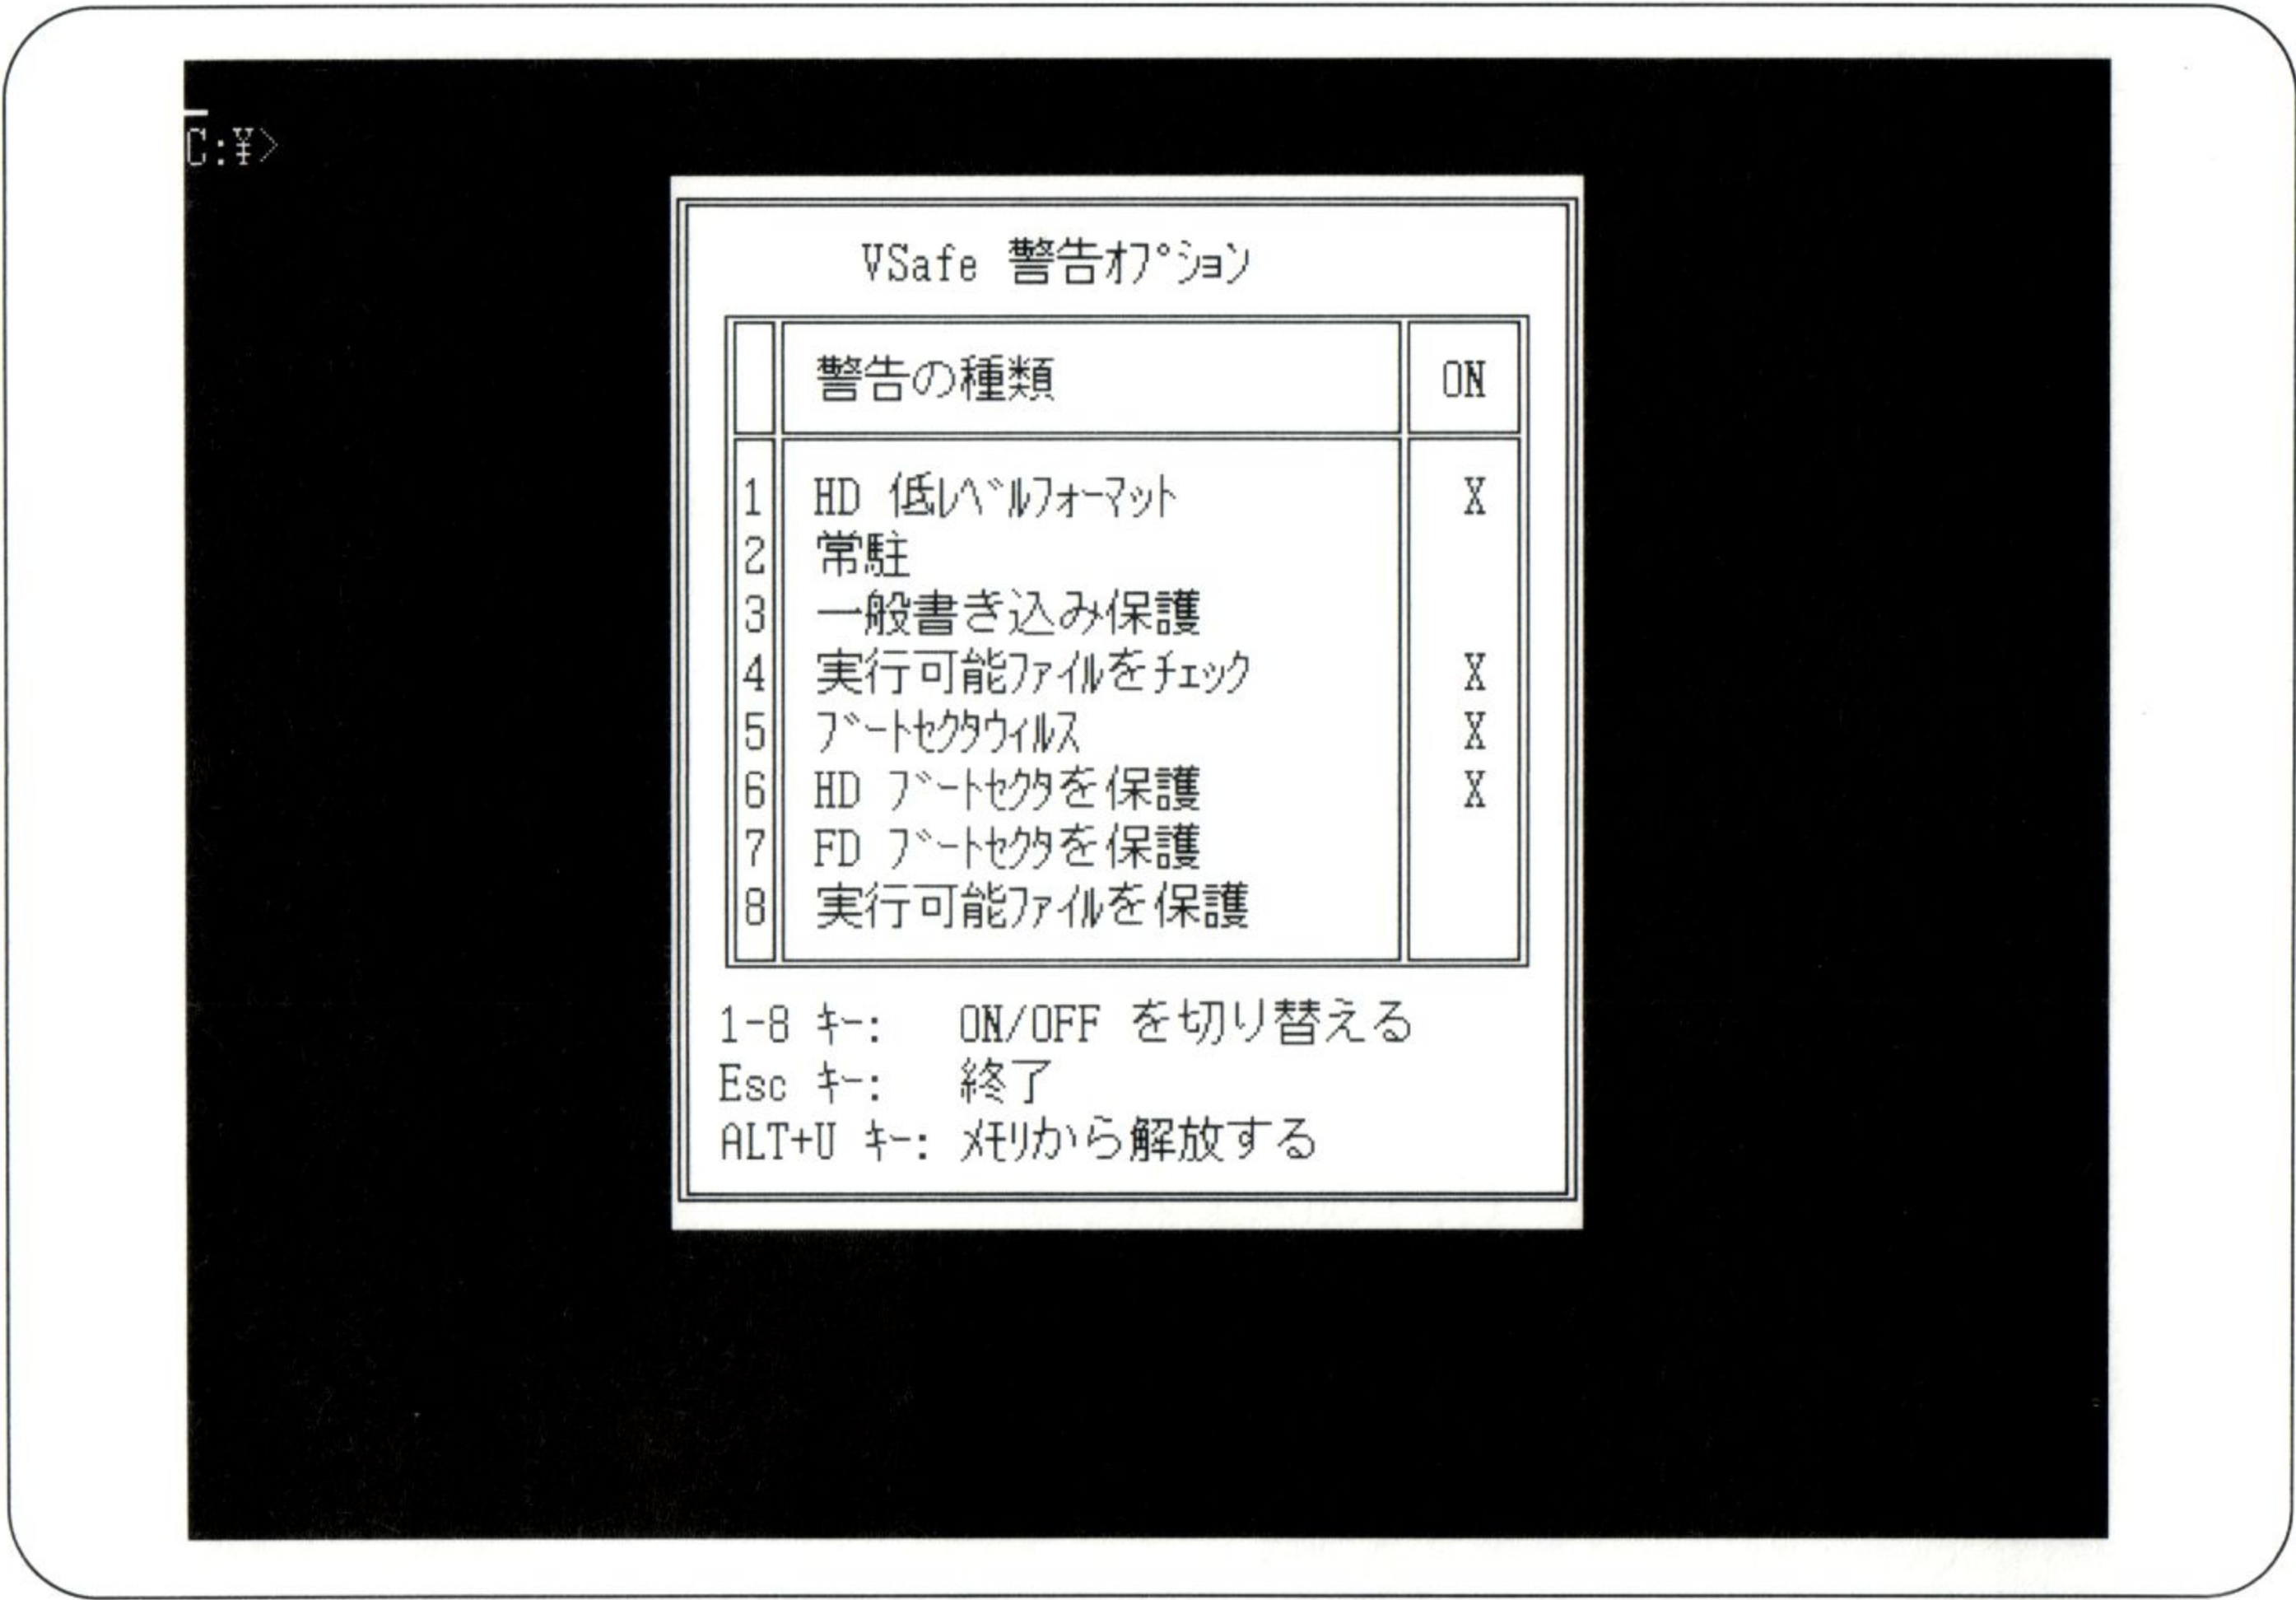 C:¥>
VSafe 警告ｵﾌﾟｼｮﾝ
警告の種類 ON
1 HD 低ﾚﾍﾞﾙﾌｫｰﾏｯﾄ X
2 常駐
3 一般書き込み保護
4 実行可能ﾌｧｲﾙをﾁｪｯｸ X
5 ﾌﾞｰﾄｾｸﾀｳｨﾙｽ X
6 HD ﾌﾞｰﾄｾｸﾀを保護 X
7 FD ﾌﾞｰﾄｾｸﾀを保護
8 実行可能ﾌｧｲﾙを保護
1-8 ｷｰ: ON/OFF を切り替える
Esc ｷｰ: 終了
ALT+U ｷｰ: ﾒﾓﾘから解放する